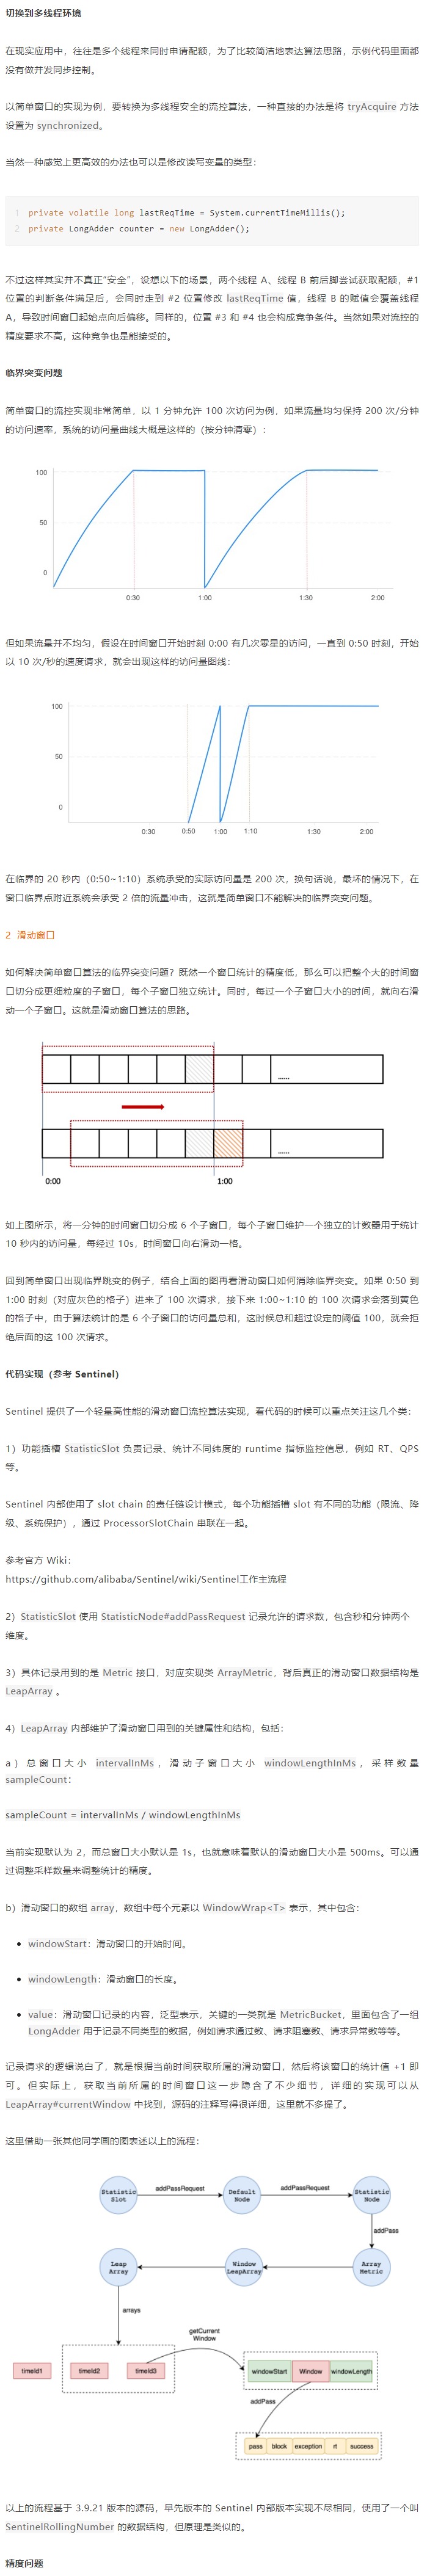 切换到多线程环境
在现实应用中，往往是多个线程来同时申请配额，为了比较简洁地表达算法思路，示例代码里面都
没有做并发同步控制。
以简单窗口的实现为例，要转换为多线程安全的流控算法，一种直接的办法是将 tryAcquire 方法
设置为 synchronized。
当然一种感觉上更高效的办法也可以是修改读写变量的类型：
1 private volatile long lastReqTime = System.currentTimeMillis();
2 private LongAdder counter = new LongAdder();
不过这样其实并不真正“安全”，设想以下的场景，两个线程 A、线程 B 前后脚尝试获取配额，#1
位置的判断条件满足后，会同时走到 #2 位置修改 lastReqTime 值，线程 B 的赋值会覆盖线程
A，导致时间窗口起始点向后偏移。同样的，位置 #3 和 #4 也会构成竞争条件。当然如果对流控的
精度要求不高，这种竞争也是能接受的。
临界突变问题
简单窗口的流控实现非常简单，以 1 分钟允许 100 次访问为例，如果流量均匀保持 200 次/分钟
的访问速率，系统的访问量曲线大概是这样的（按分钟清零）：
100
50
0
0:30 1:00 1:30 2:00
但如果流量并不均匀，假设在时间窗口开始时刻 0:00 有几次零星的访问，一直到 0:50 时刻，开始
以 10 次/秒的速度请求，就会出现这样的访问量图线：
100
50
0
0:30 0:50 1:00 1:10 1:30 2:00
在临界的 20 秒内（0:50~1:10）系统承受的实际访问量是 200 次，换句话说，最坏的情况下，在
窗口临界点附近系统会承受 2 倍的流量冲击，这就是简单窗口不能解决的临界突变问题。
2 滑动窗口
如何解决简单窗口算法的临界突变问题？既然一个窗口统计的精度低，那么可以把整个大的时间窗
口切分成更细粒度的子窗口，每个子窗口独立统计。同时，每过一个子窗口大小的时间，就向右滑
动一个子窗口。这就是滑动窗口算法的思路。
......
......
0:00 1:00
如上图所示，将一分钟的时间窗口切分成 6 个子窗口，每个子窗口维护一个独立的计数器用于统计
10 秒内的访问量，每经过 10s，时间窗口向右滑动一格。
回到简单窗口出现临界跳变的例子，结合上面的图再看滑动窗口如何消除临界突变。如果 0:50 到
1:00 时刻（对应灰色的格子）进来了 100 次请求，接下来 1:00~1:10 的 100 次请求会落到黄色
的格子中，由于算法统计的是 6 个子窗口的访问量总和，这时候总和超过设定的阈值 100，就会拒
绝后面的这 100 次请求。
代码实现（参考 Sentinel）
Sentinel 提供了一个轻量高性能的滑动窗口流控算法实现，看代码的时候可以重点关注这几个类：
1）功能插槽 StatisticSlot 负责记录、统计不同纬度的 runtime 指标监控信息，例如 RT、QPS
等。
Sentinel 内部使用了 slot chain 的责任链设计模式，每个功能插槽 slot 有不同的功能（限流、降
级、系统保护），通过 ProcessorSlotChain 串联在一起。
参考官方 Wiki：
https://github.com/alibaba/Sentinel/wiki/Sentinel工作主流程
2）StatisticSlot 使用 StatisticNode#addPassRequest 记录允许的请求数，包含秒和分钟两个
维度。
3）具体记录用到的是 Metric 接口，对应实现类 ArrayMetric，背后真正的滑动窗口数据结构是
LeapArray 。
4）LeapArray 内部维护了滑动窗口用到的关键属性和结构，包括：
a）总窗口大小 intervalInMs，滑动子窗口大小 windowLengthInMs，采样数量
sampleCount：
sampleCount = intervalInMs / windowLengthInMs
当前实现默认为 2，而总窗口大小默认是 1s，也就意味着默认的滑动窗口大小是 500ms。可以通
过调整采样数量来调整统计的精度。
b）滑动窗口的数组 array，数组中每个元素以 WindowWrap<T> 表示，其中包含：
• windowStart：滑动窗口的开始时间。
• windowLength：滑动窗口的长度。
• value：滑动窗口记录的内容，泛型表示，关键的一类就是 MetricBucket，里面包含了一组
LongAdder 用于记录不同类型的数据，例如请求通过数、请求阻塞数、请求异常数等等。
记录请求的逻辑说白了，就是根据当前时间获取所属的滑动窗口，然后将该窗口的统计值 +1 即
可。但实际上，获取当前所属的时间窗口这一步隐含了不少细节，详细的实现可以从
LeapArray#currentWindow 中找到，源码的注释写得很详细，这里就不多提了。
这里借助一张其他同学画的图表述以上的流程：
Statistic
Slot
addPassRequest
Default
Node
addPassRequest
Statistic
Node
addPass
Leap
Array
Window
LeapArray
Array
Metric
arrays
getCurrent
Window
timeId1 timeId2 timeId3
windowStart Window windowLength
addPass
pass block exception rt success
以上的流程基于 3.9.21 版本的源码，早先版本的 Sentinel 内部版本实现不尽相同，使用了一个叫
SentinelRollingNumber 的数据结构，但原理是类似的。
精度问题